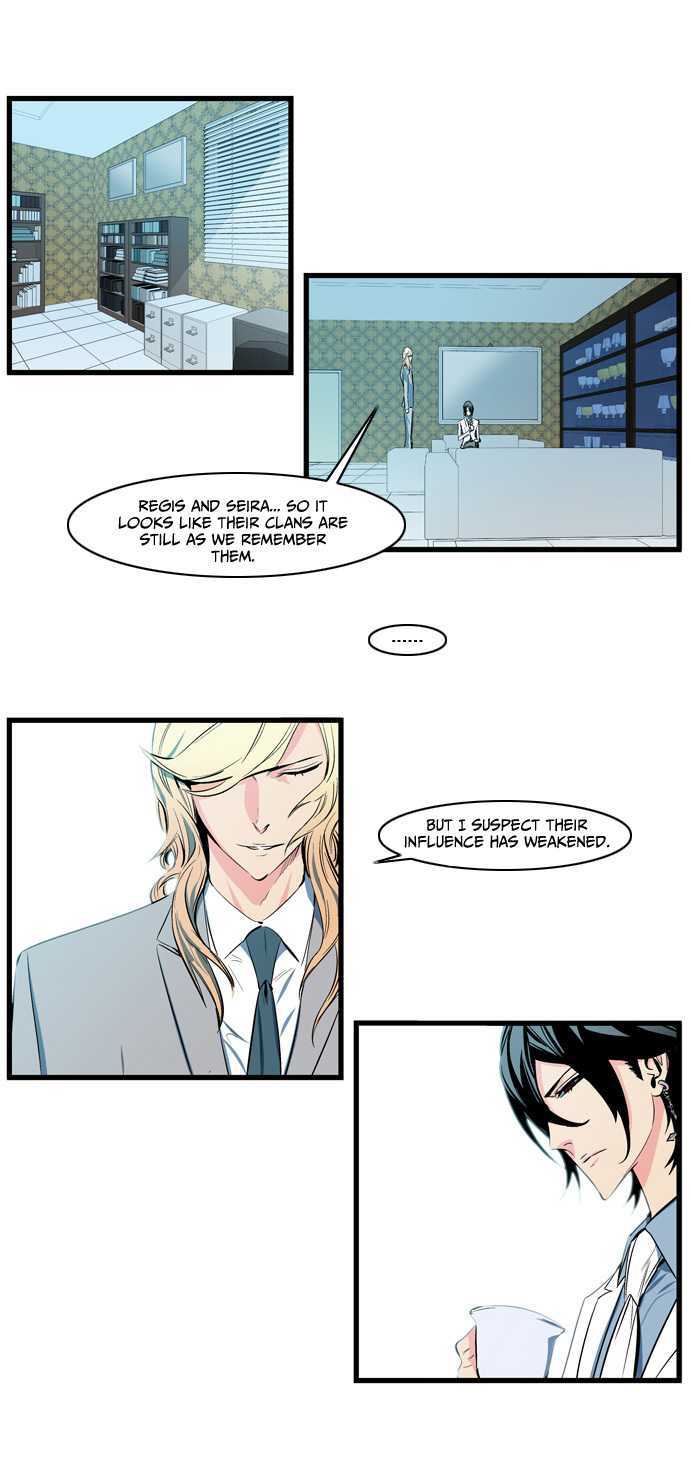 REGIS AND SEIRA... SO IT
LOOKS LIKE THEIR CLANS ARE
STILL AS WE REMEMBER
THEM.
------
BUT I SUSPECT THEIR
INFLUENCE HAS WEAKENED.